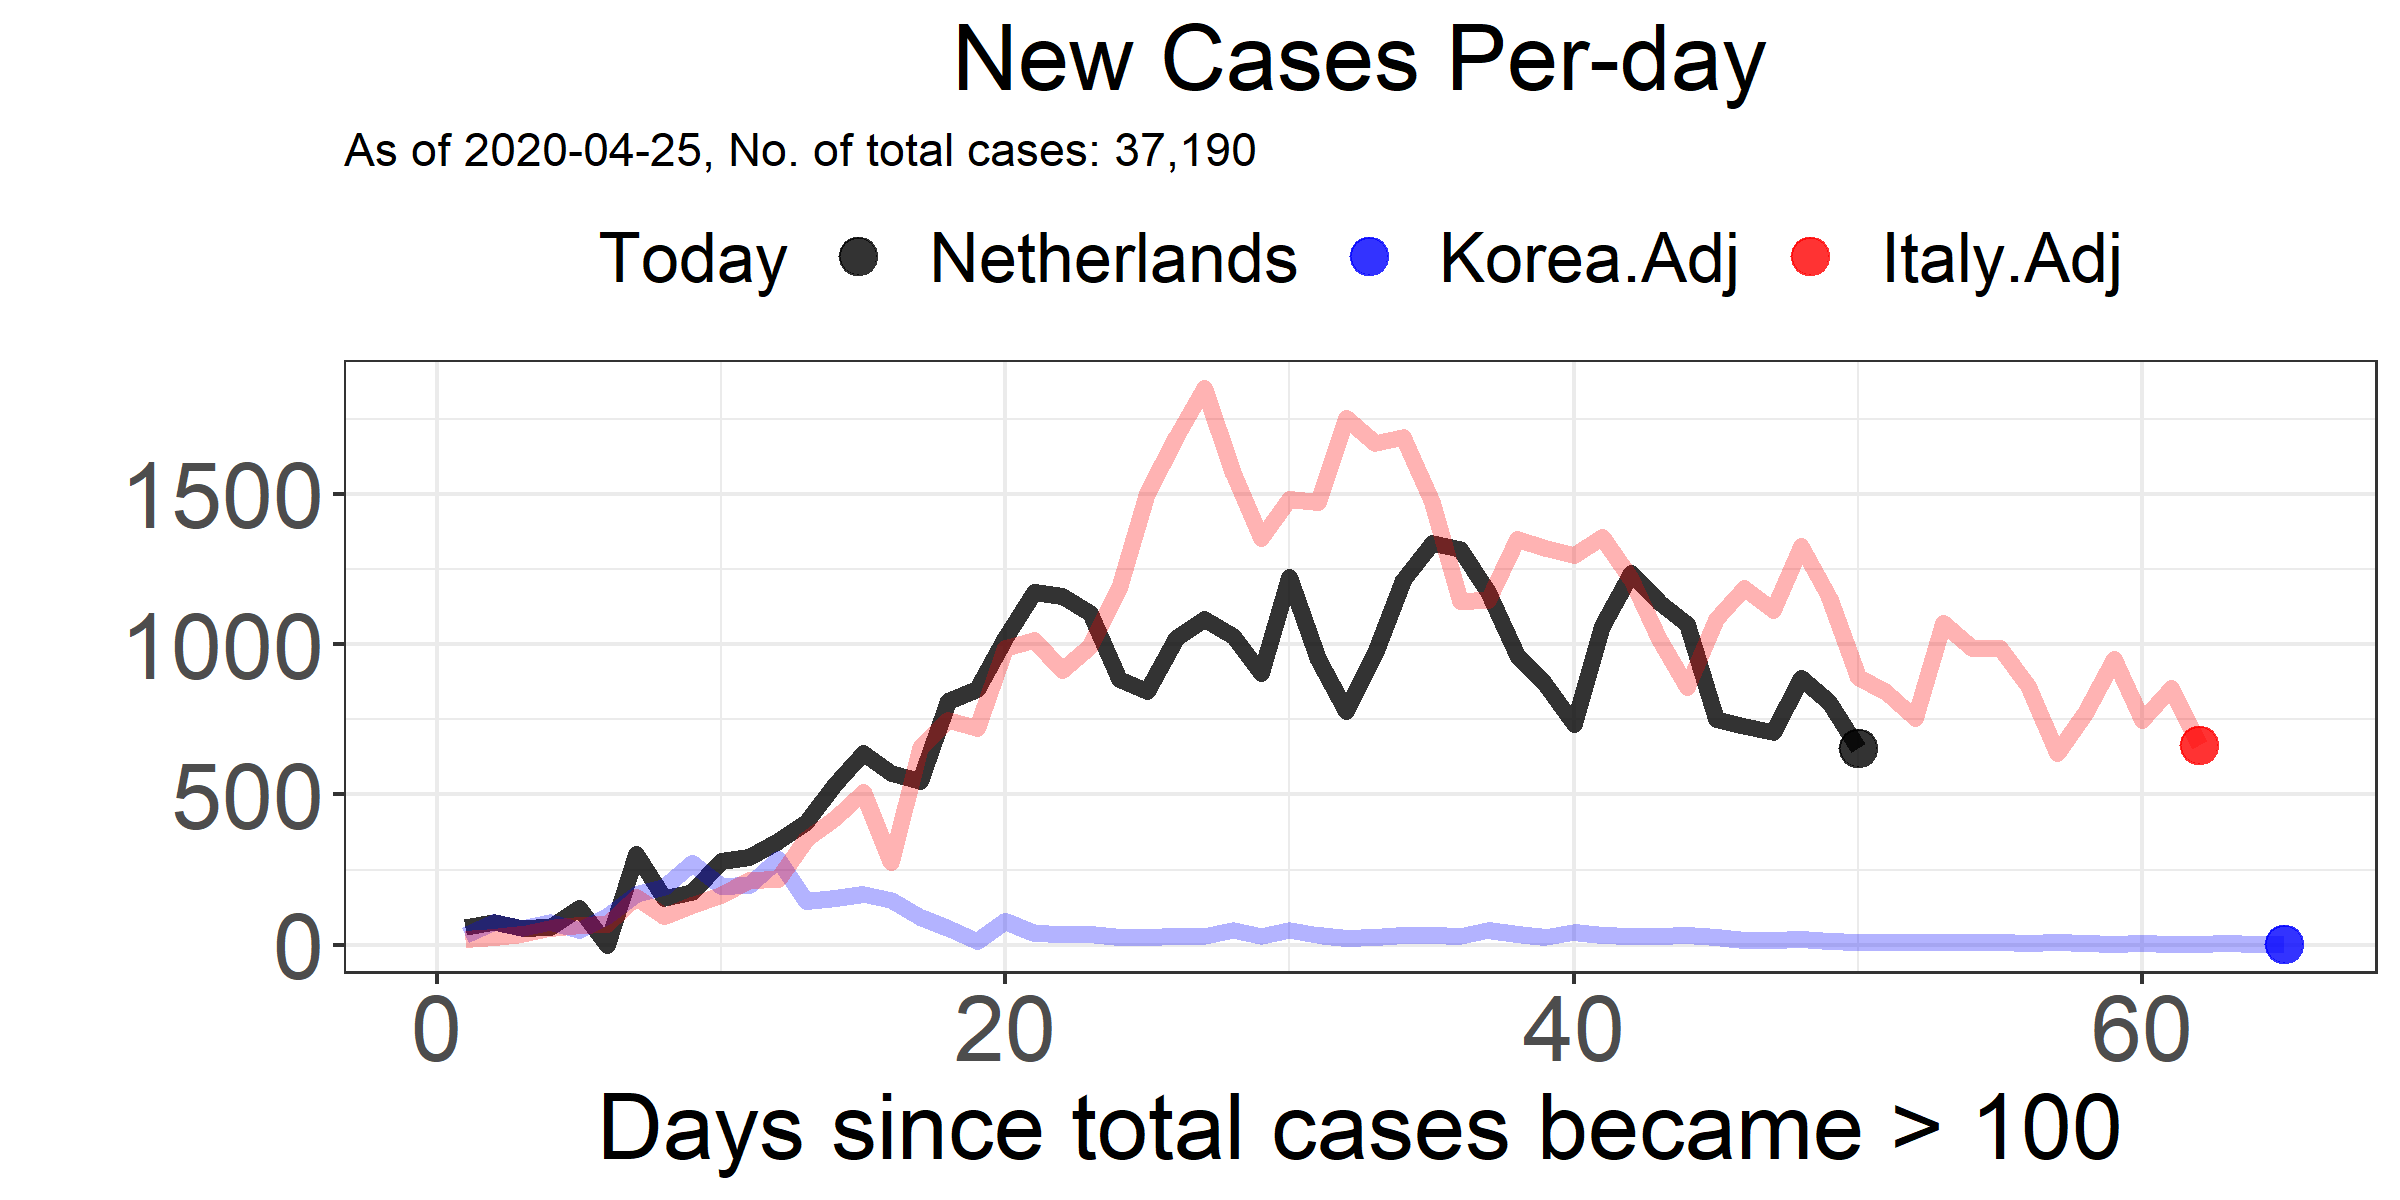 New Cases Per-day
As of 2020-04-25, No. of total cases: 37,190
Today Netherlands Korea.Adj Italy.Adj
1500
1000
500
0
0 20 40 60
Days since total cases became > 100